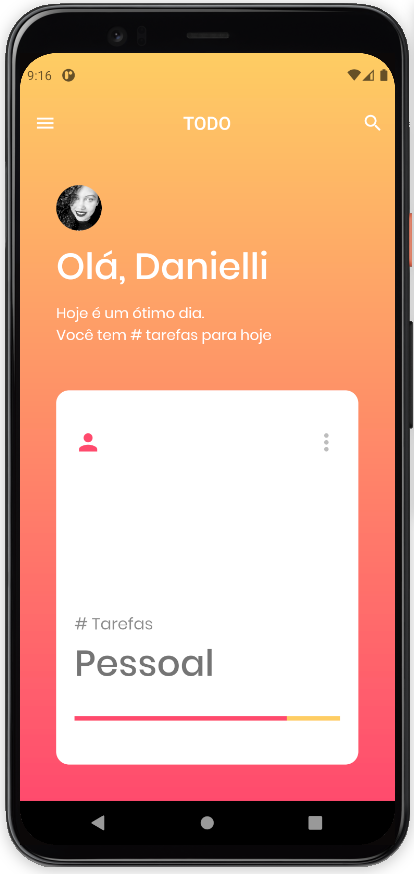 9:16
TODO
Olá, Danielli
Hoje é um ótimo dia.
Você tem # tarefas para hoje
# Tarefas
Pessoal